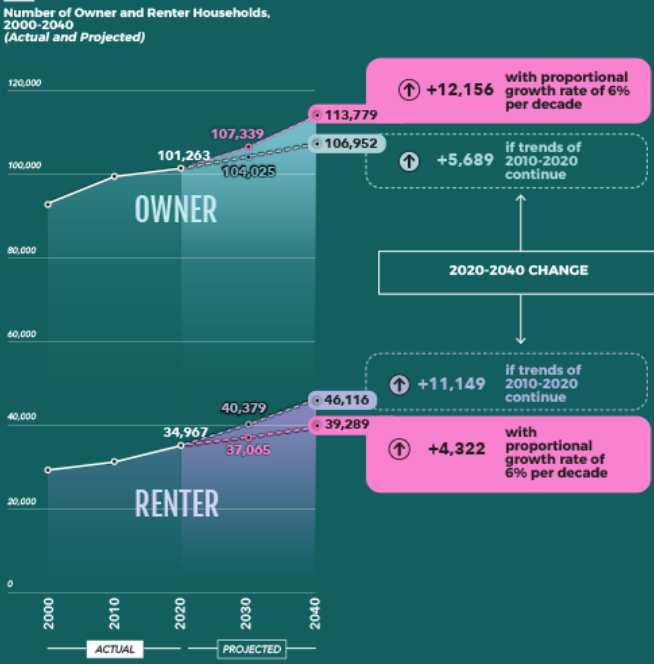 Number of Owner and Renter Households,
2000-2040
(Actual and Projected)
120,000
100,000
80,000
60,000
40,000
20,000
0
107,339
101,263
104,025
OWNER
113,779
106,952
+12,156
with proportional
growth rate of 6%
per decade
+5,689
if trends of
2010-2020
continue
2020-2040 CHANGE
40,379
34,967
37,065
RENTER
46,116
39,289
+11,149
if trends of
2010-2020
continue
+4,322
with
proportional
growth rate of
6% per decade
2000
2010
2020
2030
2040
ACTUAL
PROJECTED